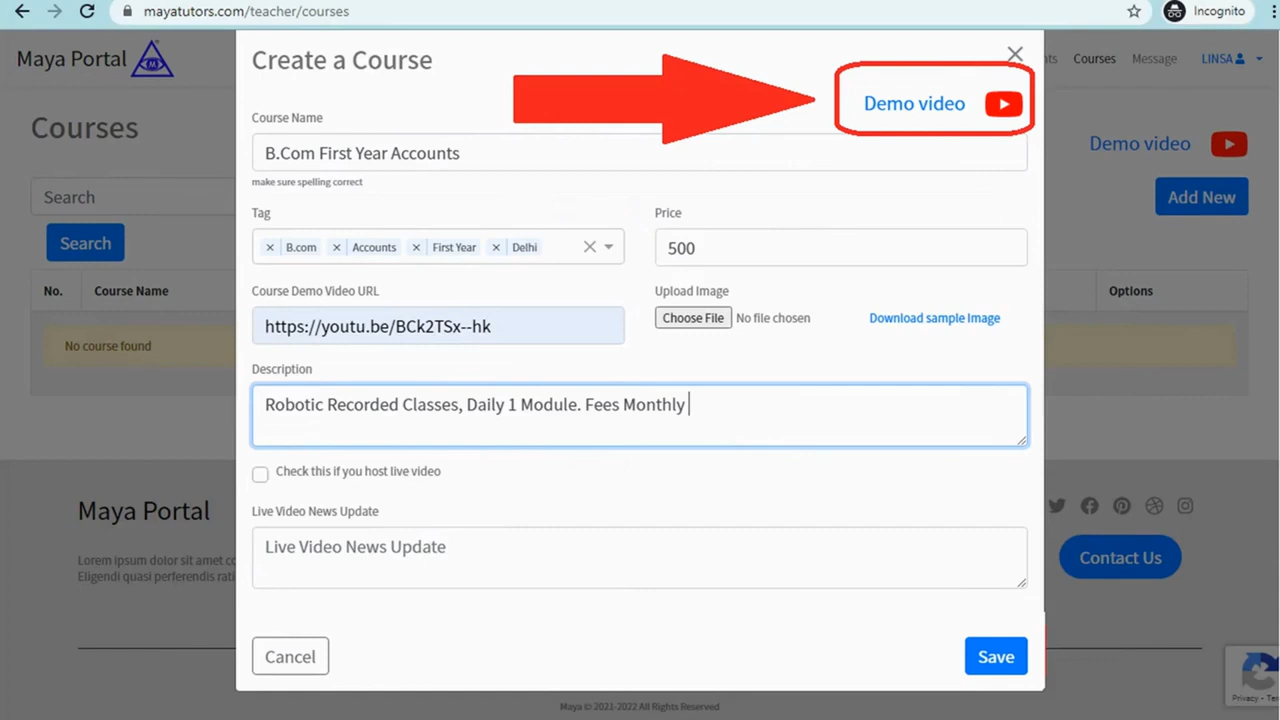 mayatutors.com/teacher/courses
Incognito
Maya Portal
Courses Message LINSA
Create a Course
Demo video
Courses
Demo video
Course Name
B.Com First Year Accounts
make sure spelling correct
Search
Add New
Search
Tag
Price
× B.com × Accounts × First Year × Delhi
500
No. Course Name
Options
Course Demo Video URL
Upload Image
https://youtu.be/BCk2TSx--hk
Choose File No file chosen
Download sample Image
No course found
Description
Robotic Recorded Classes, Daily 1 Module. Fees Monthly
Check this if you host live video
Live Video News Update
Live Video News Update
Maya Portal
Lorem ipsum dolor sit amet
Eligendi quasi perferendis
Contact Us
Cancel
Save
Privacy
Maya © 2021-2022 All Rights Reserved